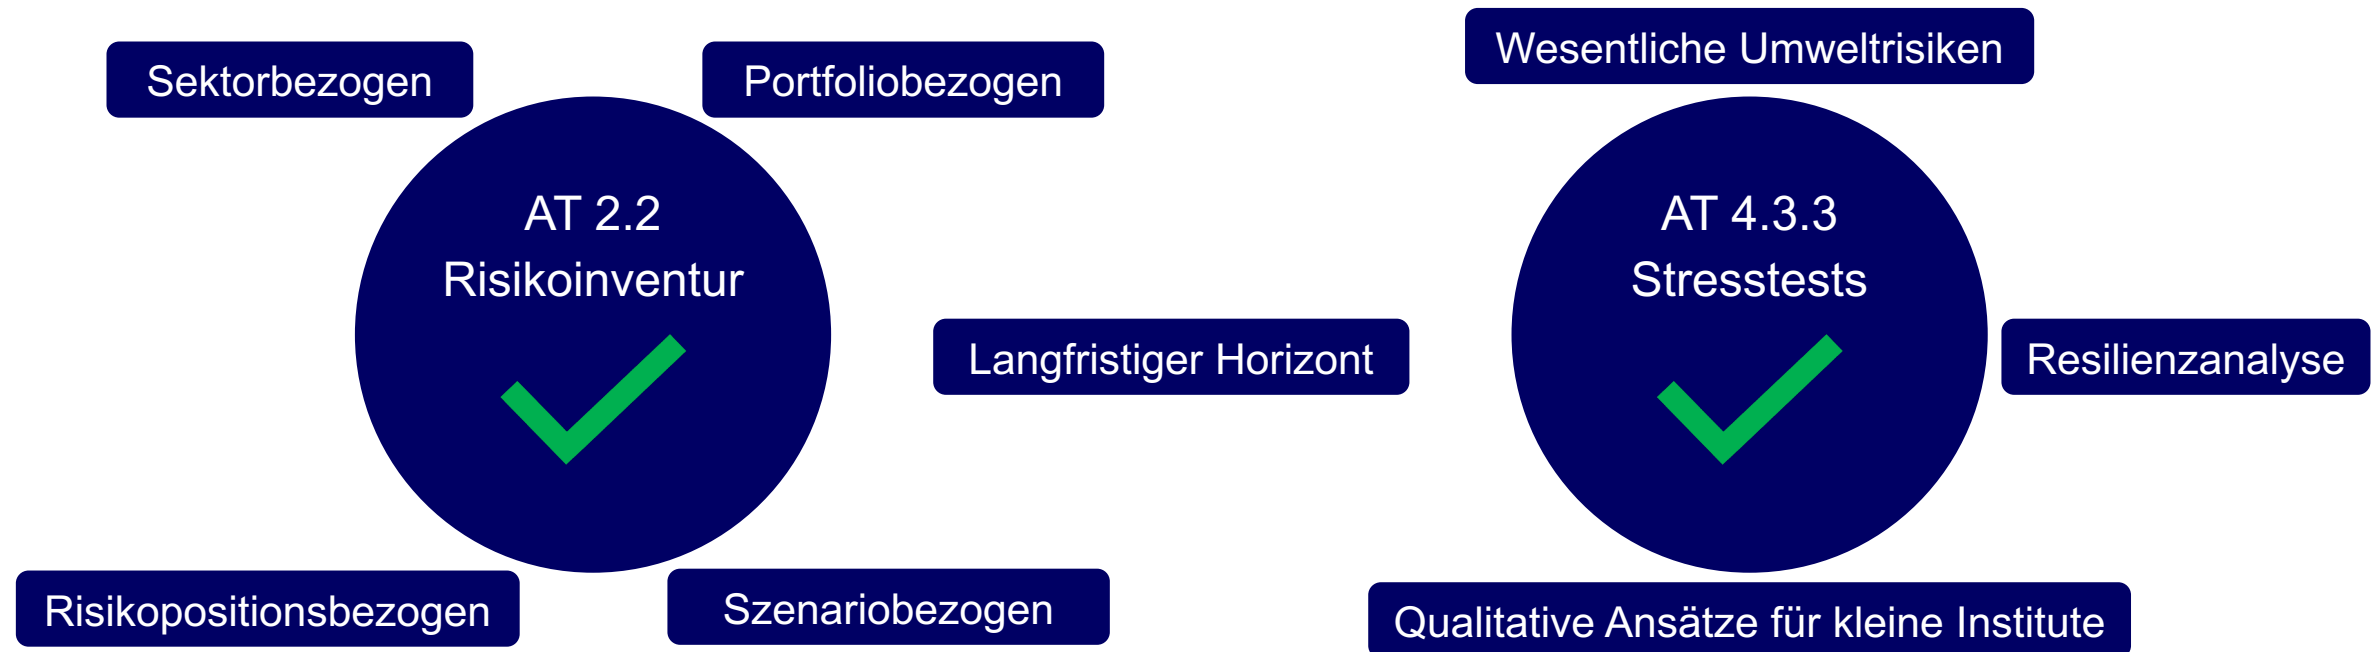 Sektorbezogen
Portfoliobezogen
AT 2.2
Risikoinventur
Risikopositionsbezogen
Szenariobezogen
Langfristiger Horizont
Wesentliche Umweltrisiken
AT 4.3.3
Stresstests
Resilienzanalyse
Qualitative Ansätze für kleine Institute